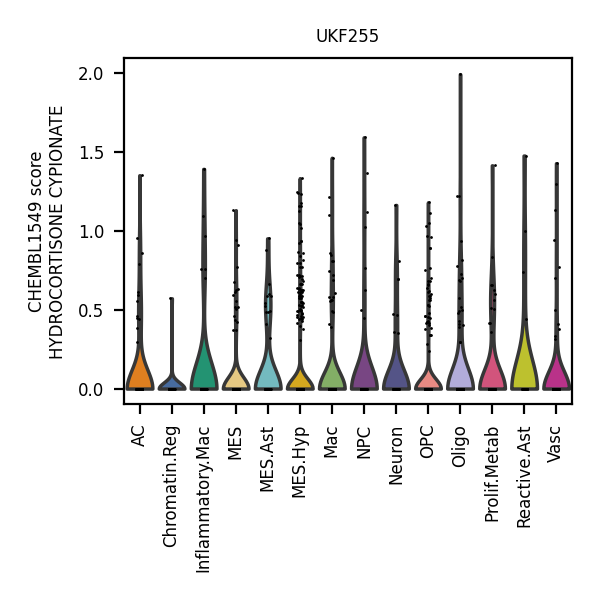 UKF255
CHEMBL1549 score
HYDROCORTISONE CYPIONATE
2.0
1.5
1.0
0.5
0.0
AC
Chromatin.Reg
Inflammatory.Mac
MES
MES.Ast
MES.Hyp
Mac
NPC
Neuron
OPC
Oligo
Prolif.Metab
Reactive.Ast
Vasc